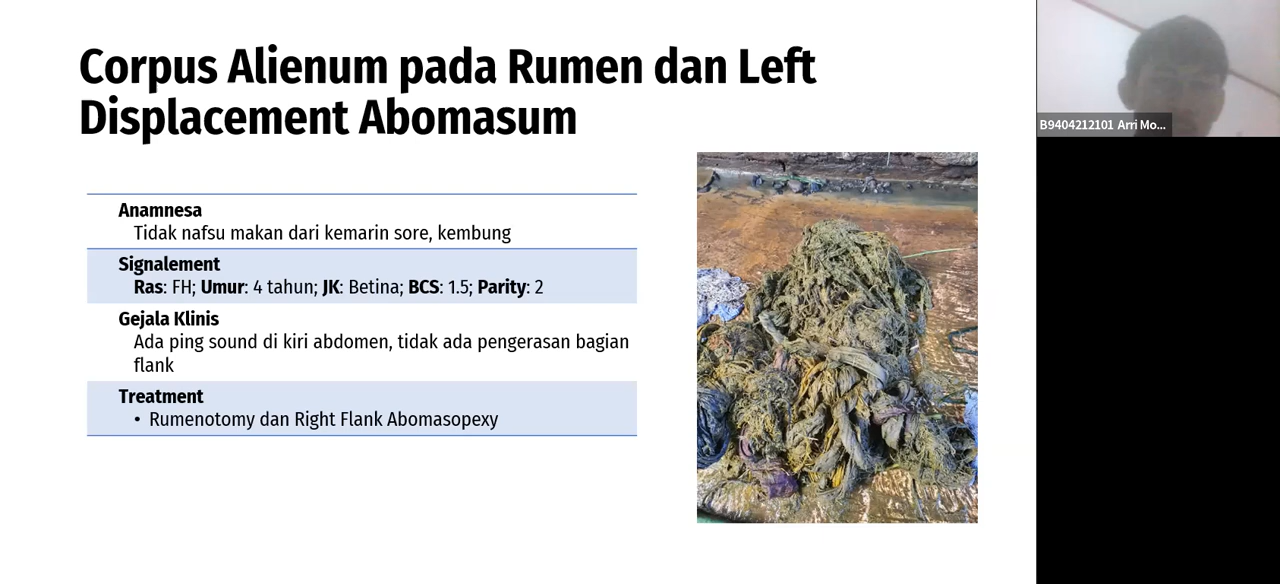 Corpus Alienum pada Rumen dan Left
Displacement Abomasum
Anamnesa
Tidak nafsu makan dari kemarin sore, kembung
Signalement
Ras: FH; Umur: 4 tahun; JK: Betina; BCS: 1.5; Parity: 2
Gejala Klinis
Ada ping sound di kiri abdomen, tidak ada pengerasan bagian
flank
Treatment
• Rumenotomy dan Right Flank Abomasopexy
B9404212101 Arri Mo...